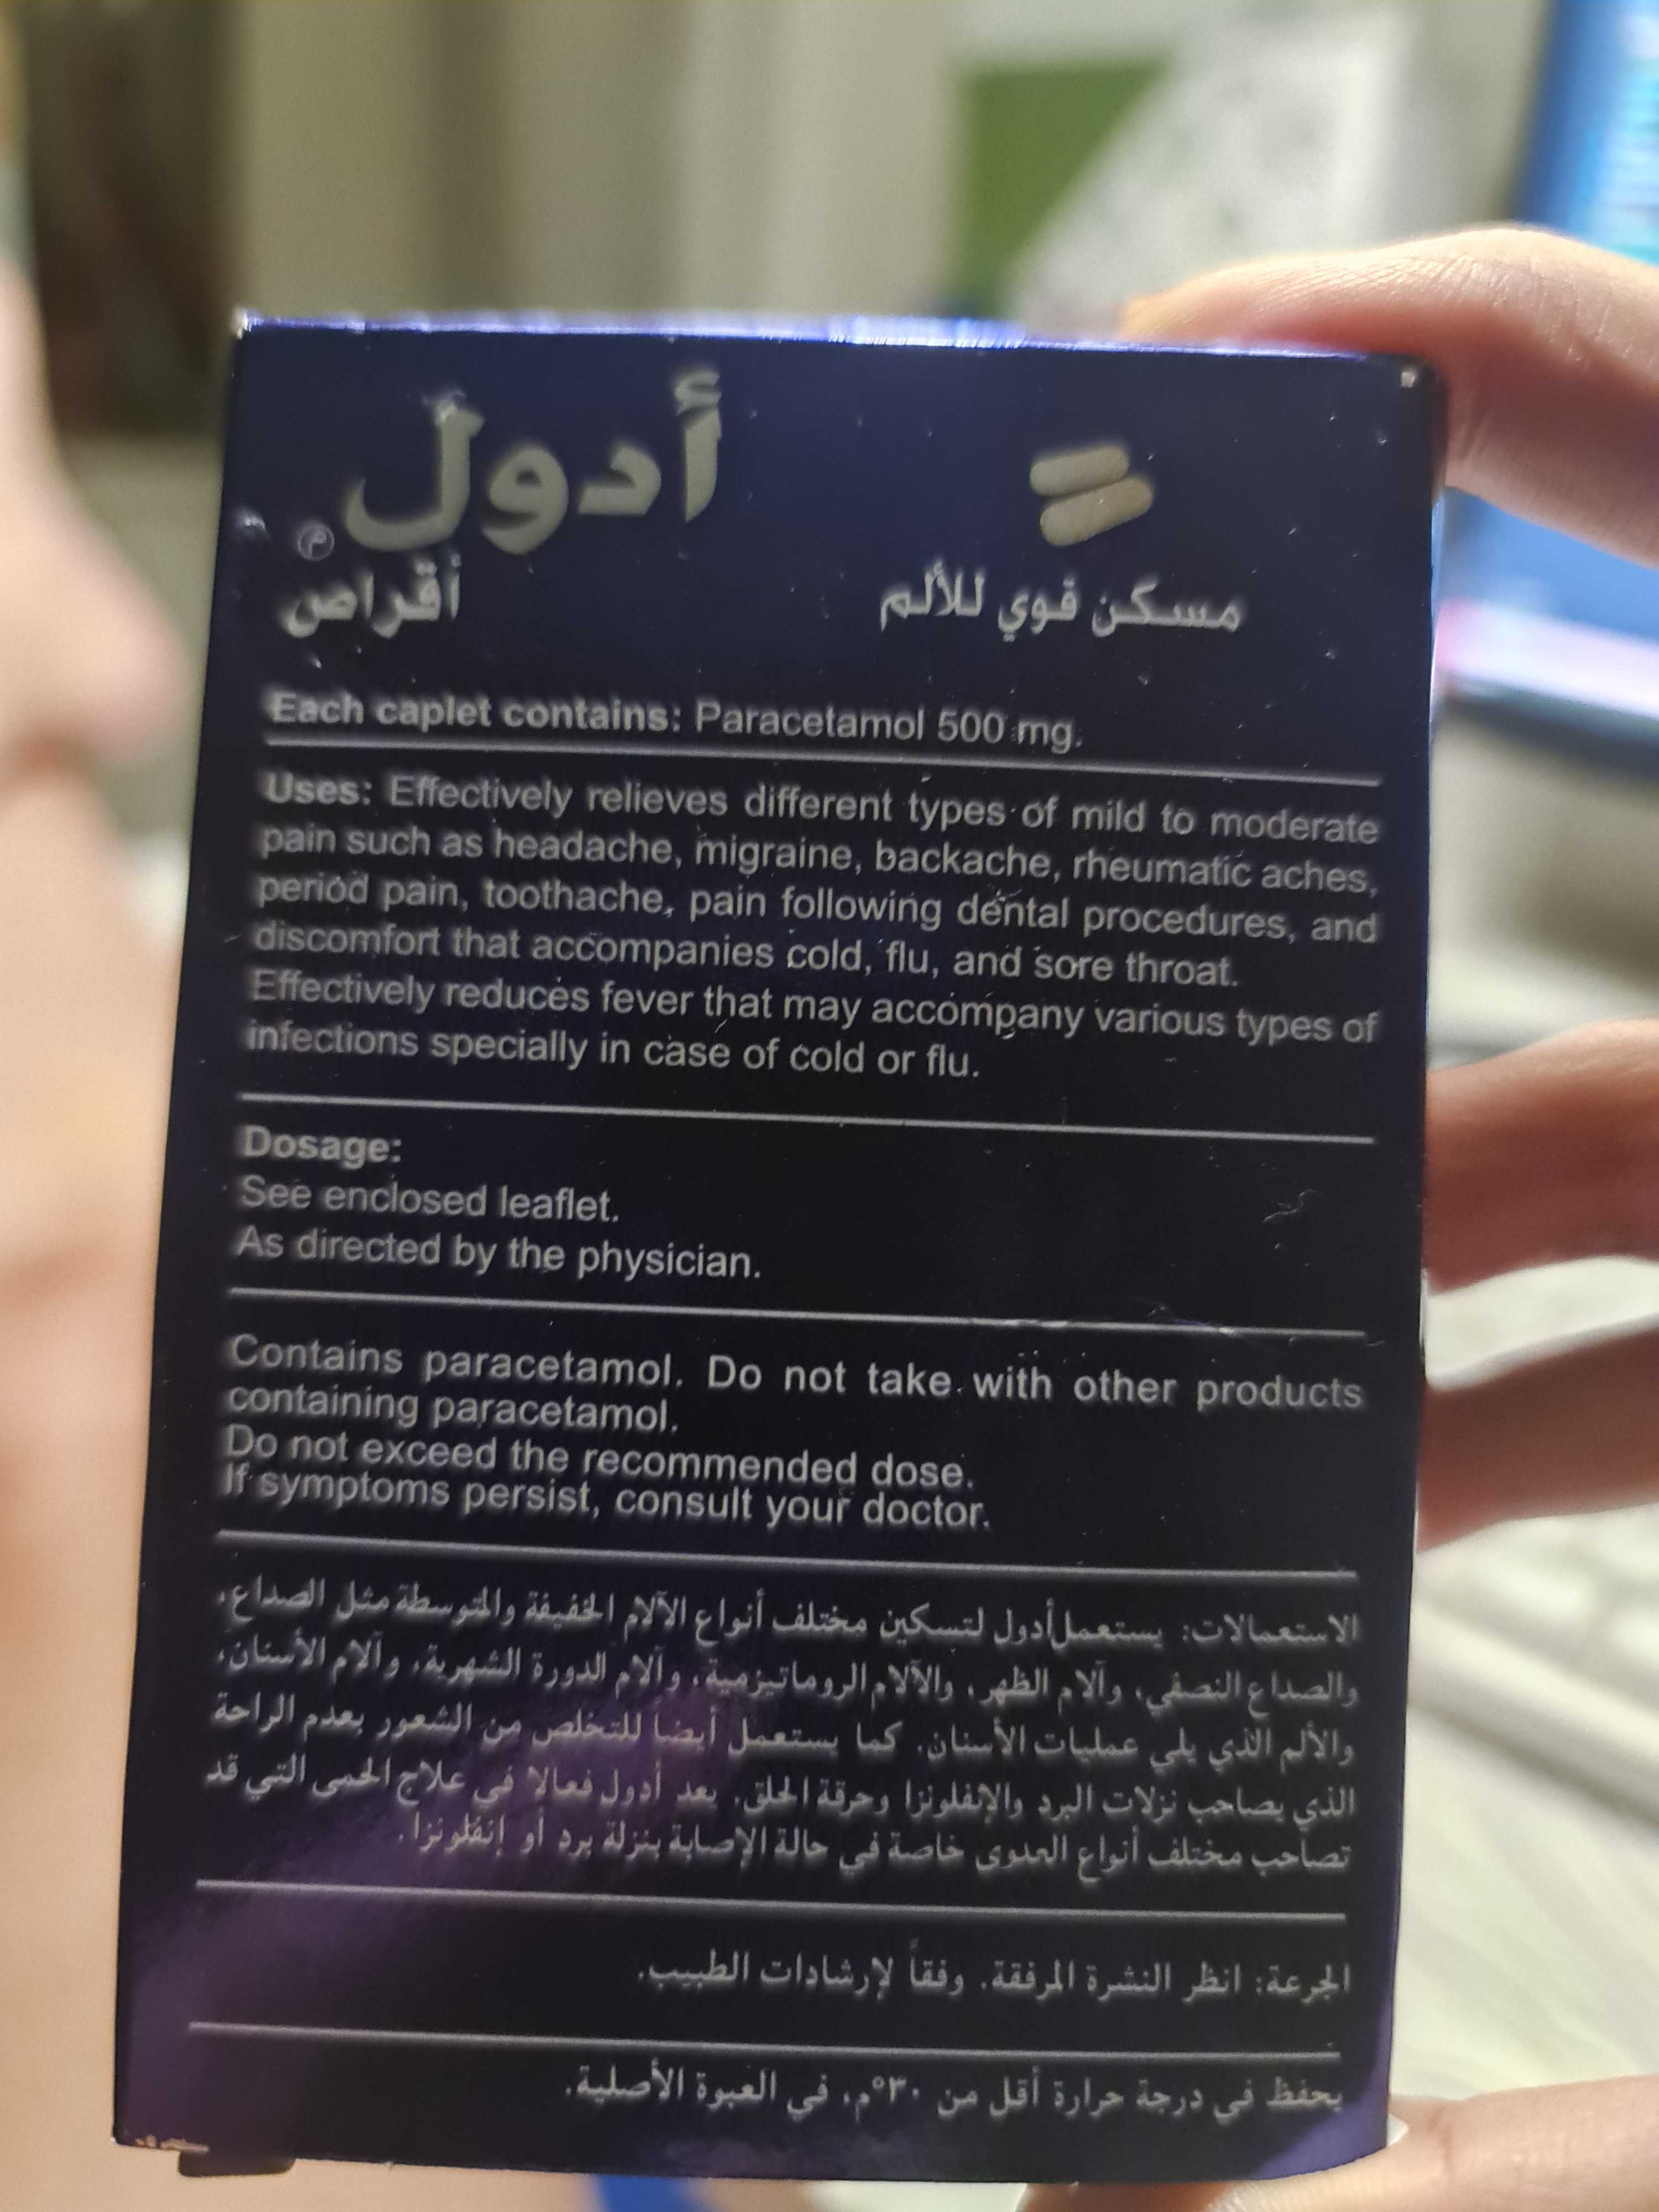 أدول
م
أقراص
مسكن قوي للألم
Each caplet contains: Paracetamol 500 mg.
Uses: Effectively relieves different types of mild to moderate
pain such as headache, migraine, backache, rheumatic aches,
period pain, toothache, pain following dental procedures, and
discomfort that accompanies cold, flu, and sore throat.
Effectively reduces fever that may accompany various types of
infections specially in case of cold or flu.
Dosage:
See enclosed leaflet.
As directed by the physician.
Contains paracetamol. Do not take with other products
containing paracetamol.
Do not exceed the recommended dose.
If symptoms persist, consult your doctor.
الاستعمالات: يستعمل أدول لتسكين مختلف أنواع الآلام الخفيفة والمتوسطة مثل الصداع،
والصداع النصفي، وآلام الظهر، والآلام الروماتيزمية، وآلام الدورة الشهرية، وآلام الأسنان،
والألم الذي يلي عمليات الأسنان. كما يستعمل أيضا للتخلص من الشعور بعدم الراحة
الذي يصاحب نزلات البرد والإنفلونزا وحرقة الحلق. يعد أدول فعالا في علاج الحمى التي قد
تصاحب مختلف أنواع العدوى خاصة في حالة الإصابة بنزلة برد أو إنفلونزا.
الجرعة: انظر النشرة المرفقة. وفقاً لإرشادات الطبيب.
يحفظ في درجة حرارة أقل من ٣٠°م، في العبوة الأصلية.